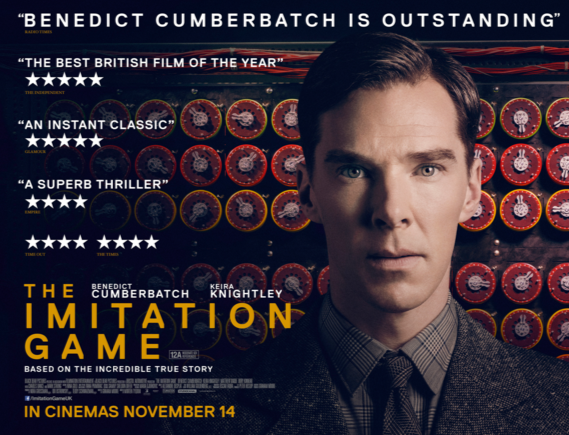 “BENEDICT CUMBERBATCH IS OUTSTANDING”
RADIO TIMES
“THE BEST BRITISH FILM OF THE YEAR”
THE INDEPENDENT
“AN INSTANT CLASSIC”
GLAMOUR
“A SUPERB THRILLER”
EMPIRE
TIME OUT THE TIMES
BENEDICT CUMBERBATCH KEIRA KNIGHTLEY
THE
IMITATION
GAME
12A
BASED ON THE INCREDIBLE TRUE STORY
/ImitationGameUK
IN CINEMAS NOVEMBER 14